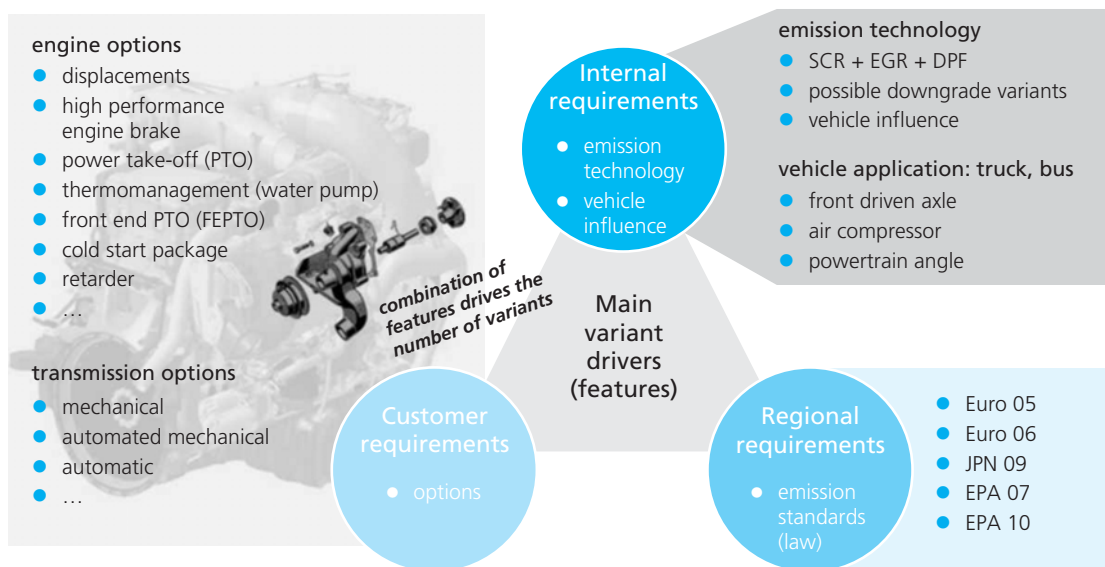 engine options
● displacements
● high performance
engine brake
● power take-off (PTO)
● thermomanagement (water pump)
● front end PTO (FEPTO)
● cold start package
● retarder
● …
transmission options
● mechanical
● automated mechanical
● automatic
● …
combination of
features drives the
number of variants
Internal
requirements
● emission
technology
● vehicle
influence
emission technology
● SCR + EGR + DPF
● possible downgrade variants
● vehicle influence
vehicle application: truck, bus
● front driven axle
● air compressor
● powertrain angle
Main
variant
drivers
(features)
Customer
requirements
● options
Regional
requirements
● emission
standards
(law)
● Euro 05
● Euro 06
● JPN 09
● EPA 07
● EPA 10